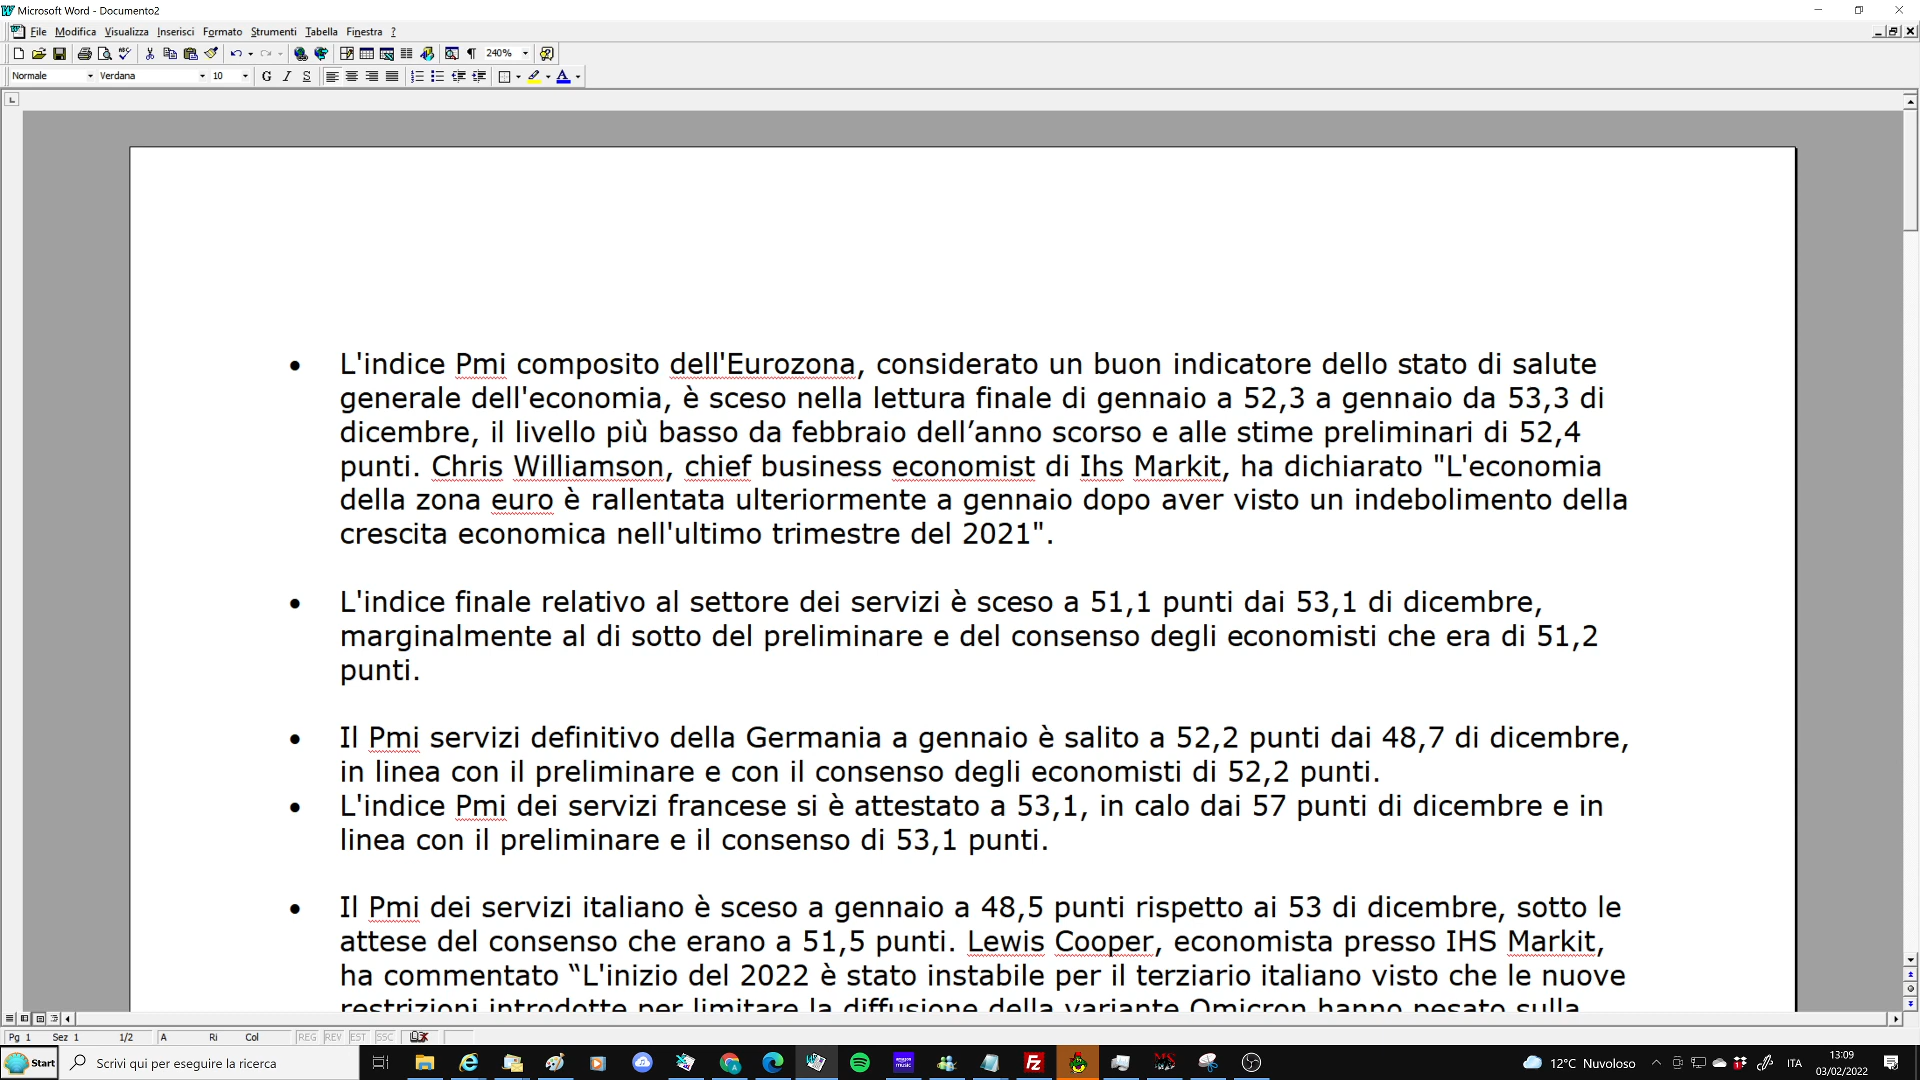 Microsoft Word - Documento2
File Modifica Visualizza Inserisci Formato Strumenti Tabella Finestra ?
240%
Normale Verdana 10 G I S
• L'indice Pmi composito dell'Eurozona, considerato un buon indicatore dello stato di salute
generale dell'economia, è sceso nella lettura finale di gennaio a 52,3 a gennaio da 53,3 di
dicembre, il livello più basso da febbraio dell’anno scorso e alle stime preliminari di 52,4
punti. Chris Williamson, chief business economist di Ihs Markit, ha dichiarato "L'economia
della zona euro è rallentata ulteriormente a gennaio dopo aver visto un indebolimento della
crescita economica nell'ultimo trimestre del 2021".
• L'indice finale relativo al settore dei servizi è sceso a 51,1 punti dai 53,1 di dicembre,
marginalmente al di sotto del preliminare e del consenso degli economisti che era di 51,2
punti.
• Il Pmi servizi definitivo della Germania a gennaio è salito a 52,2 punti dai 48,7 di dicembre,
in linea con il preliminare e con il consenso degli economisti di 52,2 punti.
• L'indice Pmi dei servizi francese si è attestato a 53,1, in calo dai 57 punti di dicembre e in
linea con il preliminare e il consenso di 53,1 punti.
• Il Pmi dei servizi italiano è sceso a gennaio a 48,5 punti rispetto ai 53 di dicembre, sotto le
attese del consenso che erano a 51,5 punti. Lewis Cooper, economista presso IHS Markit,
ha commentato “L'inizio del 2022 è stato instabile per il terziario italiano visto che le nuove
restrizioni introdotte per limitare la diffusione della variante Omicron hanno pesato sulla
Pg 1 Sez 1 1/2 A Ri Col REG REV EST SSC
Start Scrivi qui per eseguire la ricerca 12°C Nuvoloso ITA 13:09
03/02/2022